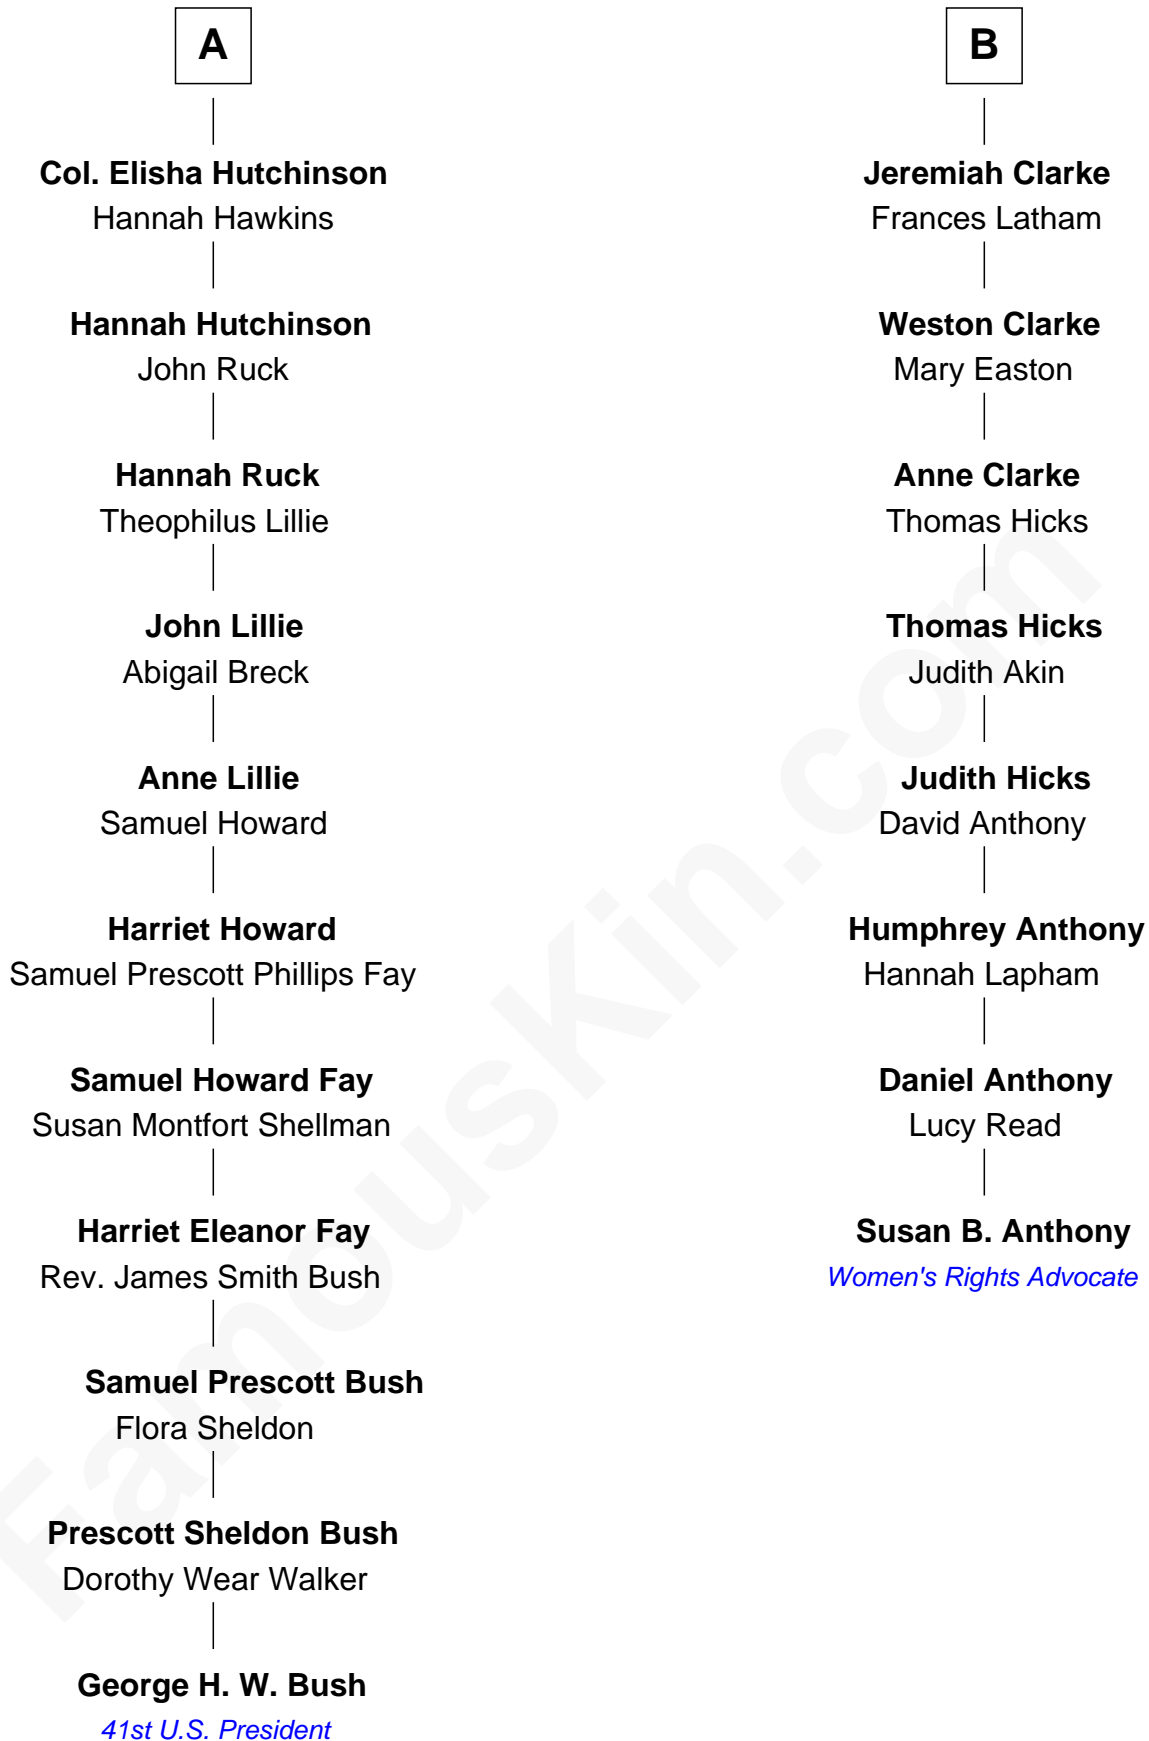 A
Col. Elisha Hutchinson
Hannah Hawkins
Hannah Hutchinson
John Ruck
Hannah Ruck
Theophilus Lillie
John Lillie
Abigail Breck
Anne Lillie
Samuel Howard
Harriet Howard
Samuel Prescott Phillips Fay
Samuel Howard Fay
Susan Montfort Shellman
Harriet Eleanor Fay
Rev. James Smith Bush
Samuel Prescott Bush
Flora Sheldon
Prescott Sheldon Bush
Dorothy Wear Walker
George H. W. Bush
41st U.S. President
B
Jeremiah Clarke
Frances Latham
Weston Clarke
Mary Easton
Anne Clarke
Thomas Hicks
Thomas Hicks
Judith Akin
Judith Hicks
David Anthony
Humphrey Anthony
Hannah Lapham
Daniel Anthony
Lucy Read
Susan B. Anthony
Women's Rights Advocate
FamousKin.com